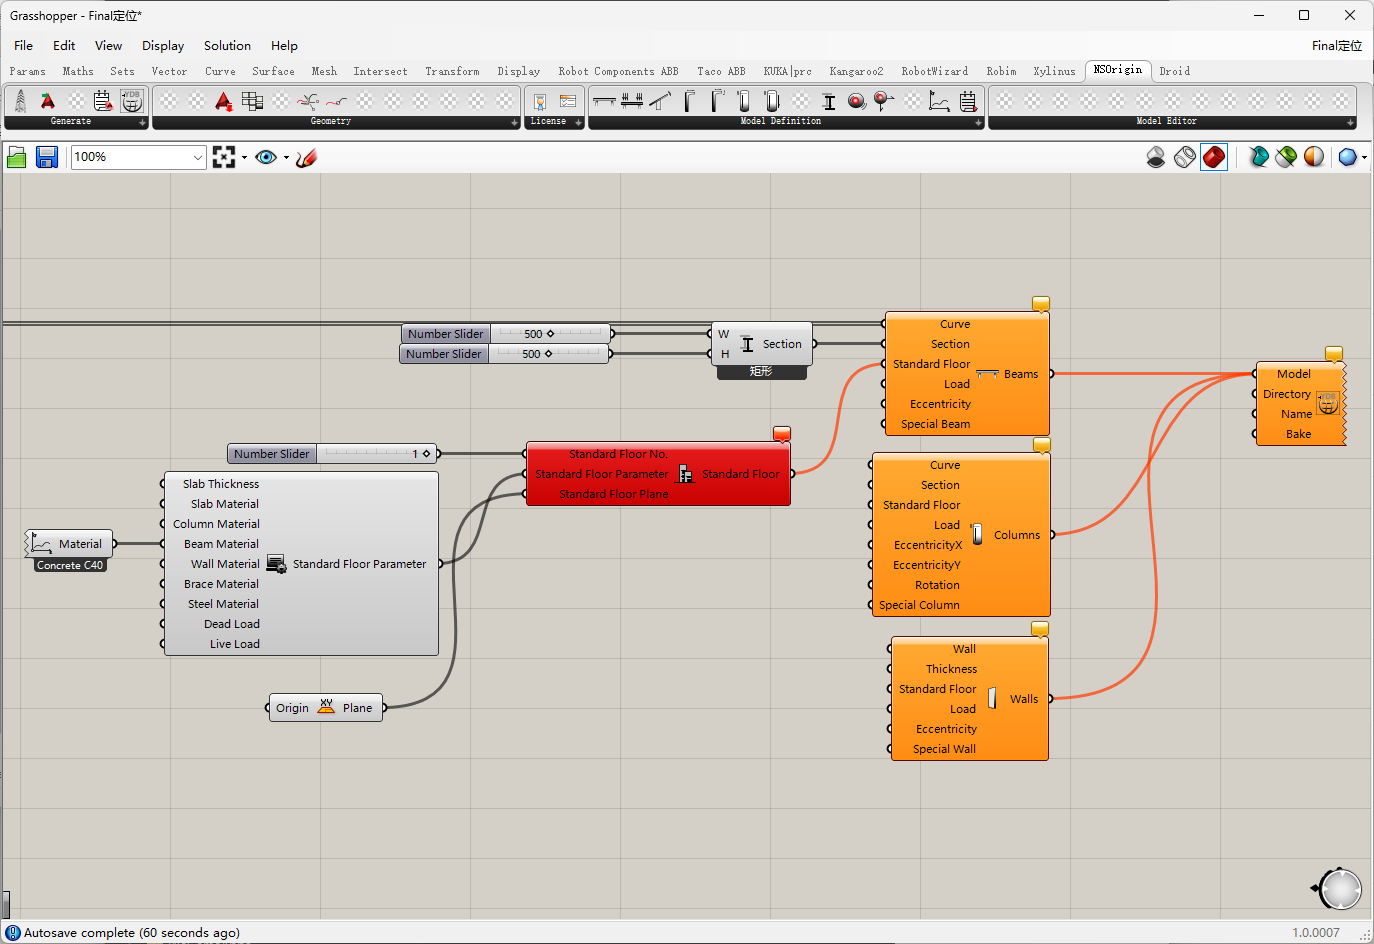 Grasshopper - Final定位*
File Edit View Display Solution Help Final定位
Params Maths Sets Vector Curve Surface Mesh Intersect Transform Display Robot Components ABB Taco ABB KUKA|prc Kangaroo2 RobotWizard Robim Xylinus NSOrigin Droid
YDB
Generate Geometry License Model Definition Model Editor
100%
Number Slider 500
Number Slider 500
W
H
Section
矩形
Curve
Section
Standard Floor
Load
Eccentricity
Special Beam
Beams
Model
Directory
Name
Bake
YDB
Number Slider 1
Standard Floor No.
Standard Floor Parameter
Standard Floor Plane
Standard Floor
Curve
Section
Standard Floor
Load
EccentricityX
EccentricityY
Rotation
Special Column
Columns
Material
Concrete C40
Slab Thickness
Slab Material
Column Material
Beam Material
Wall Material
Brace Material
Steel Material
Dead Load
Live Load
Standard Floor Parameter
Wall
Thickness
Standard Floor
Load
Eccentricity
Special Wall
Walls
Origin XY Plane
Autosave complete (60 seconds ago)
1.0.0007